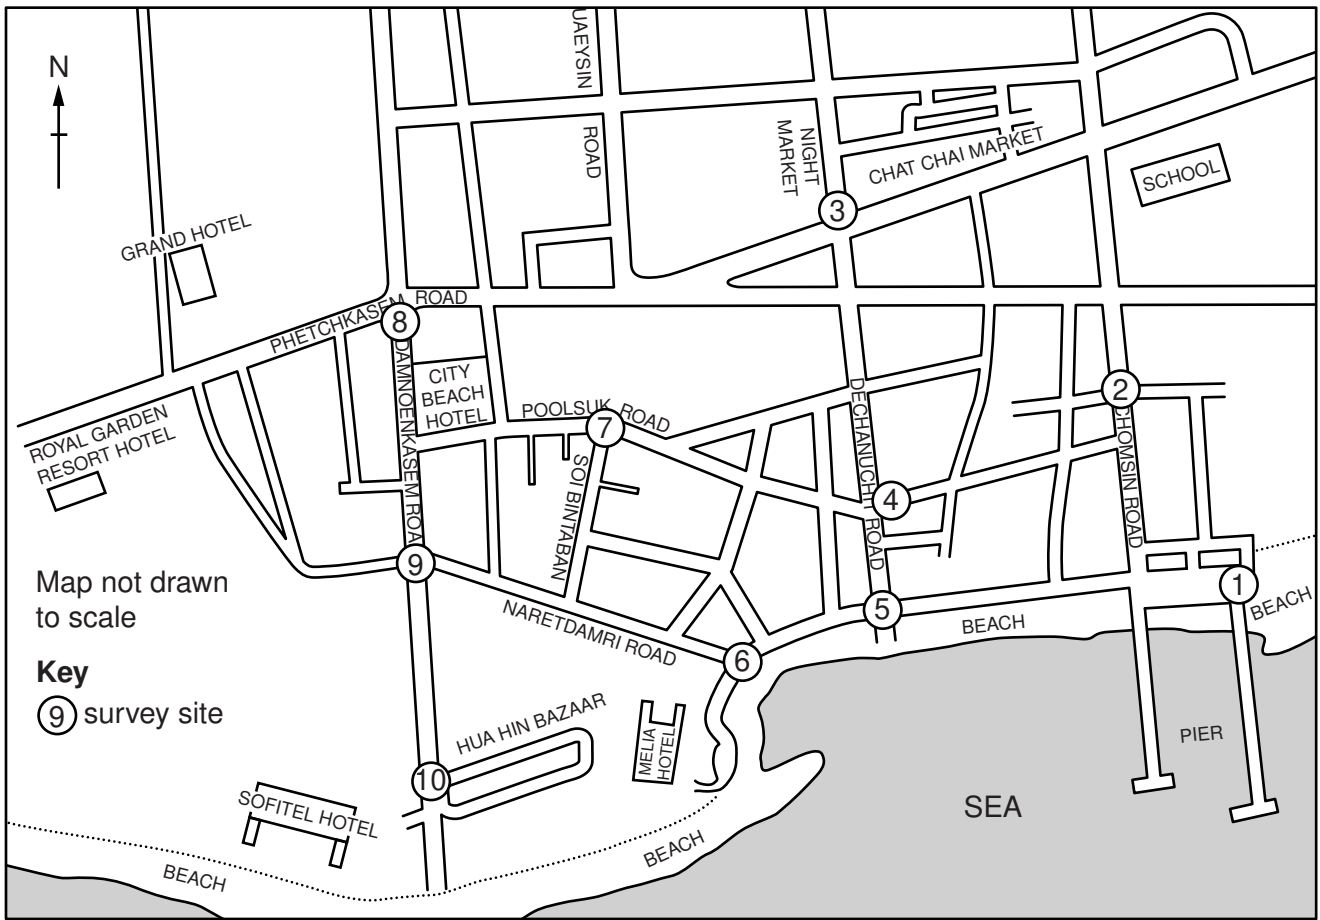 N
UAEYSIN
ROAD
NIGHT
MARKET
CHAT CHAI MARKET
SCHOOL
3
GRAND HOTEL
PHETCHKASEM ROAD
8
DAMNOENKASEM ROA
CITY
BEACH
HOTEL
POOLSUK ROAD
7
SOI BINTABAN
DECHANUCHIT ROAD
2
CHOMSIN ROAD
ROYAL GARDEN
RESORT HOTEL
4
9
5
1
BEACH
BEACH
NARETDAMRI ROAD
6
Map not drawn
to scale
Key
9 survey site
HUA HIN BAZAAR
MELIA
HOTEL
10
PIER
SEA
SOFITEL HOTEL
BEACH
BEACH